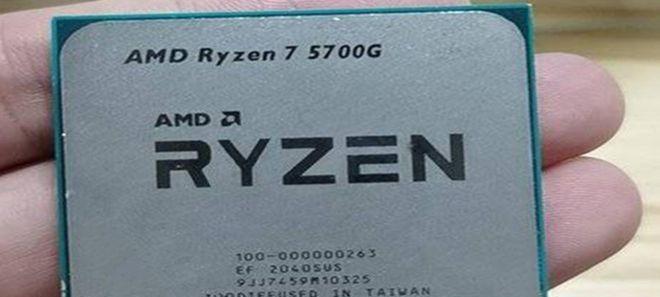 AMD Ryzen 7 5700G
AMD
RYZEN
100-000000263
EF 2040SUS
9JJ7459M10325
DIFFUSED IN TAIWAN